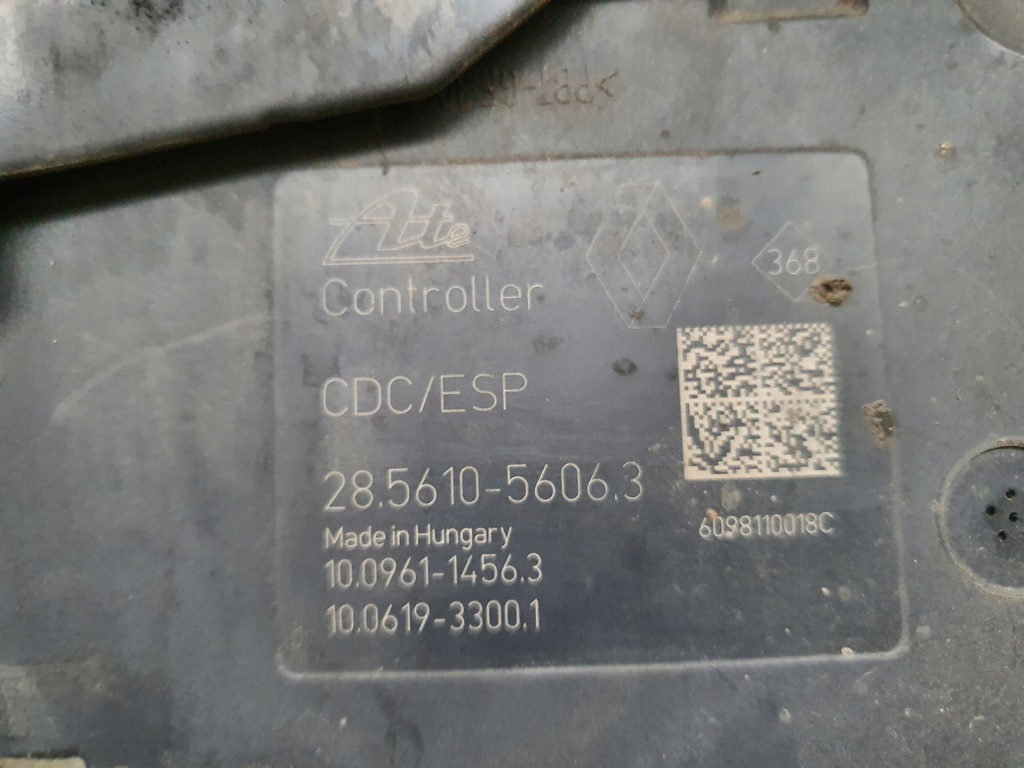 Ate
368
Controller
CDC/ESP
28.5610-5606.3
Made in Hungary
6098110018C
10.0961-1456.3
10.0619-3300.1